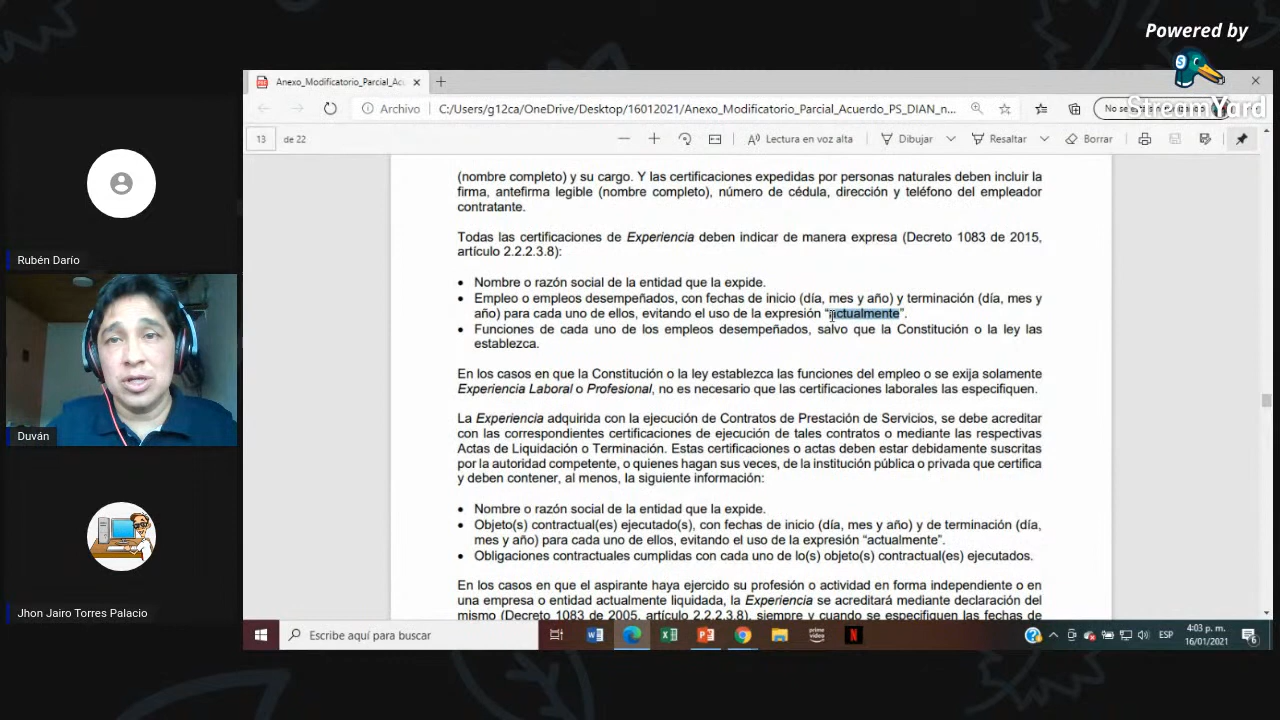 Powered by
StreamYard
Anexo_Modificatorio_Parcial_Ac
Archivo
C:/Users/g12ca/OneDrive/Desktop/16012021/Anexo_Modificatorio_Parcial_Acuerdo_PS_DIAN_n...
13 de 22
Lectura en voz alta
Dibujar
Resaltar
Borrar
(nombre completo) y su cargo. Y las certificaciones expedidas por personas naturales deben incluir la
firma, antefirma legible (nombre completo), número de cédula, dirección y teléfono del empleador
contratante.
Todas las certificaciones de Experiencia deben indicar de manera expresa (Decreto 1083 de 2015,
artículo 2.2.2.3.8):
• Nombre o razón social de la entidad que la expide.
• Empleo o empleos desempeñados, con fechas de inicio (día, mes y año) y terminación (día, mes y
año) para cada uno de ellos, evitando el uso de la expresión “actualmente”.
• Funciones de cada uno de los empleos desempeñados, salvo que la Constitución o la ley las
establezca.
En los casos en que la Constitución o la ley establezca las funciones del empleo o se exija solamente
Experiencia Laboral o Profesional, no es necesario que las certificaciones laborales las especifiquen.
La Experiencia adquirida con la ejecución de Contratos de Prestación de Servicios, se debe acreditar
con las correspondientes certificaciones de ejecución de tales contratos o mediante las respectivas
Actas de Liquidación o Terminación. Estas certificaciones o actas deben estar debidamente suscritas
por la autoridad competente, o quienes hagan sus veces, de la institución pública o privada que certifica
y deben contener, al menos, la siguiente información:
• Nombre o razón social de la entidad que la expide.
• Objeto(s) contractual(es) ejecutado(s), con fechas de inicio (día, mes y año) y de terminación (día,
mes y año) para cada uno de ellos, evitando el uso de la expresión “actualmente”.
• Obligaciones contractuales cumplidas con cada uno de lo(s) objeto(s) contractual(es) ejecutados.
En los casos en que el aspirante haya ejercido su profesión o actividad en forma independiente o en
una empresa o entidad actualmente liquidada, la Experiencia se acreditará mediante declaración del
mismo (Decreto 1083 de 2005, artículo 2.2.2.3.8), siempre y cuando se especifiquen las fechas de
Rubén Darío
Duván
Jhon Jairo Torres Palacio
Escribe aquí para buscar
prime
video
ESP
4:03 p. m.
16/01/2021
6